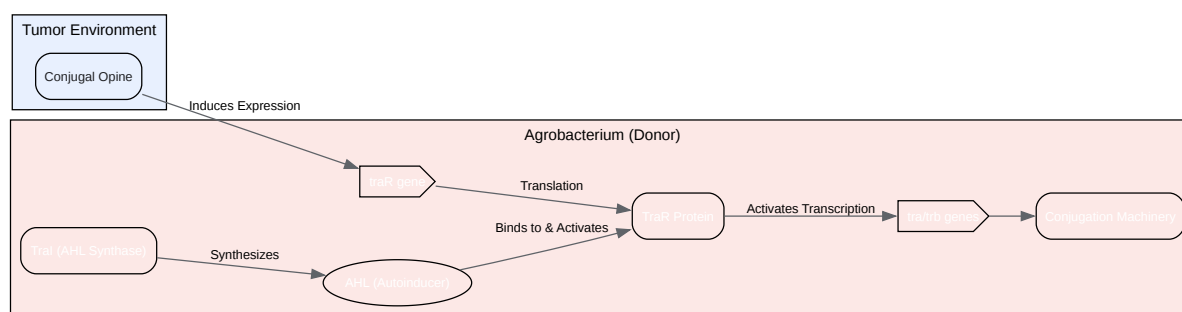 Tumor Environment
Conjugal Opine
Induces Expression
Agrobacterium (Donor)
traR gene
Translation
TraR Protein
Activates Transcription
tra/trb genes
Conjugation Machinery
Binds to & Activates
TraI (AHL Synthase)
Synthesizes
AHL (Autoinducer)